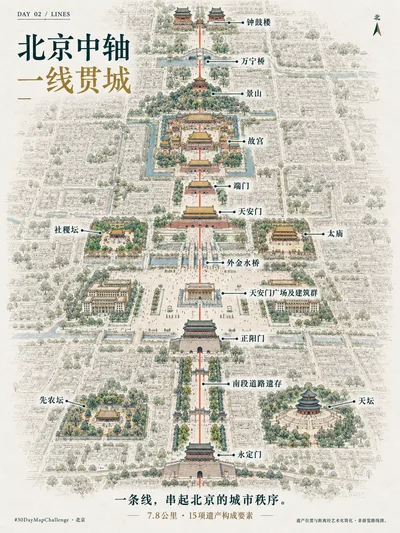 DAY 02 / LINES
北
北京中轴
一线贯城
钟鼓楼
万宁桥
景山
故宫
端门
天安门
社稷坛
太庙
外金水桥
天安门广场及建筑群
正阳门
南段道路遗存
先农坛
天坛
永定门
一条线，串起北京的城市秩序。
7.8公里 · 15项遗产构成要素
#30DayMapChallenge · 北京